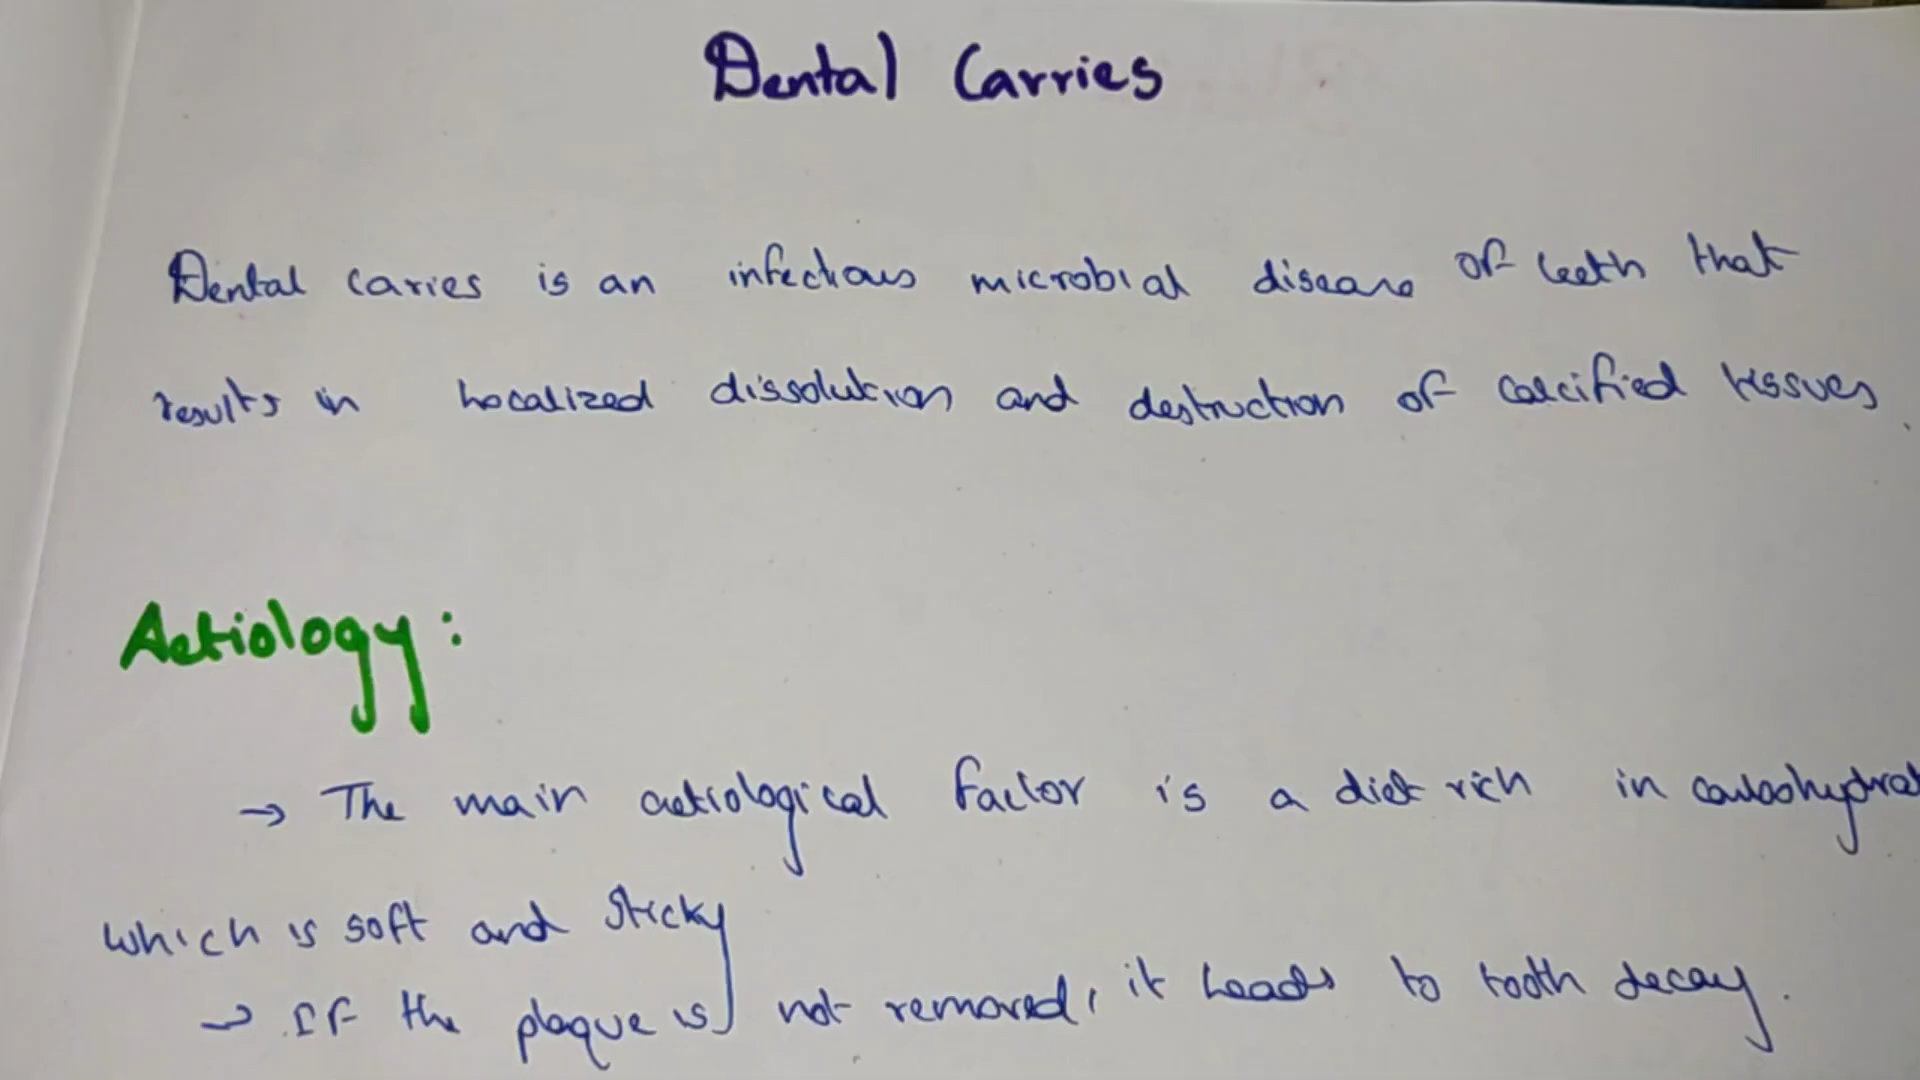 Dental Carries
Dental caries is an infectious microbial disease of teeth that
results in Localized dissolution and destruction of calcified tissues
Aetiology:
→ The main aetiological factor is a diet rich in carbohydrat
which is soft and sticky
→ If the plaque is not removed, it Leads to tooth decay.